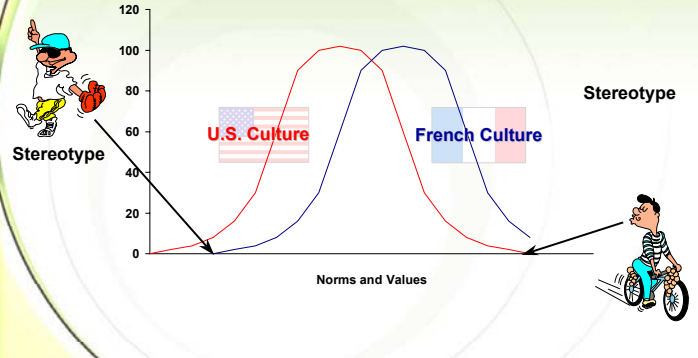 120
100
80
60
40
20
0
Stereotype
U.S. Culture
French Culture
Stereotype
Norms and Values